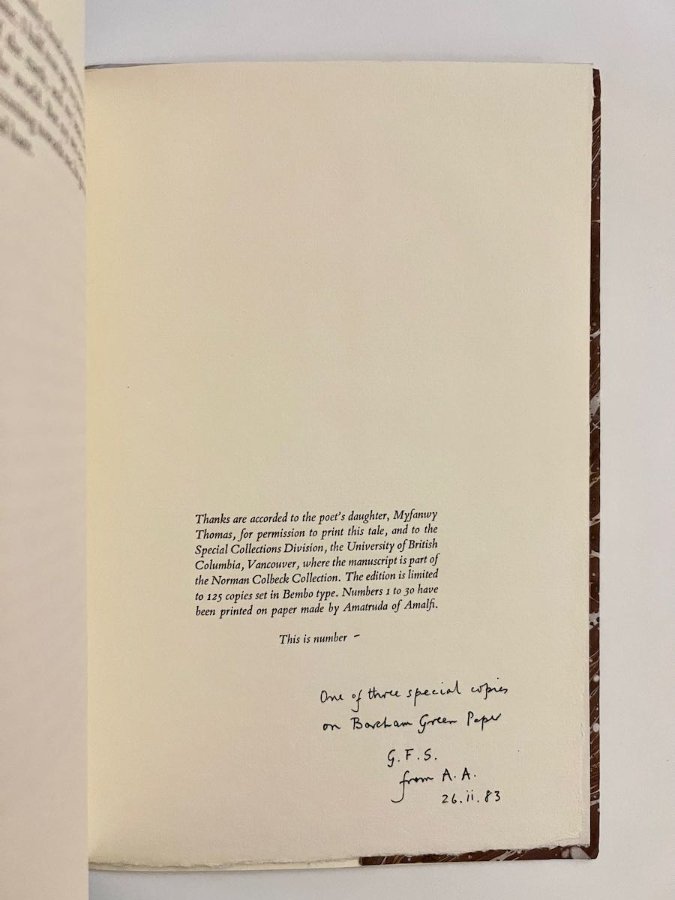 Thanks are accorded to the poet's daughter, Myfanwy
Thomas, for permission to print this tale, and to the
Special Collections Division, the University of British
Columbia, Vancouver, where the manuscript is part of
the Norman Colbeck Collection. The edition is limited
to 125 copies set in Bembo type. Numbers 1 to 30 have
been printed on paper made by Amatruda of Amalfi.
This is number –
One of three special copies
on Barcham Green Paper
G.F.S.
from A.A.
26.ii.83